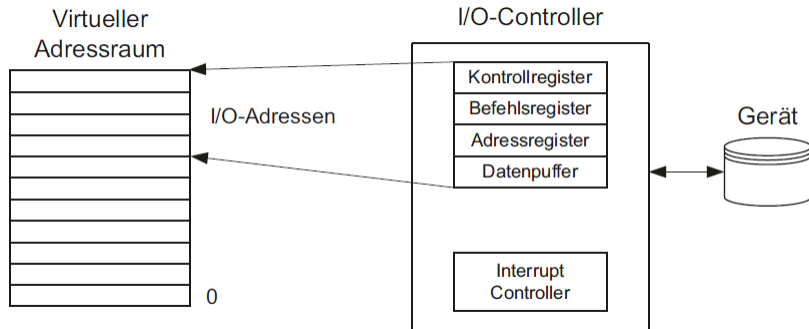 Virtueller
Adressraum
I/O-Adressen
0
I/O-Controller
Kontrollregister
Befehlsregister
Adressregister
Datenpuffer
Interrupt
Controller
Gerät